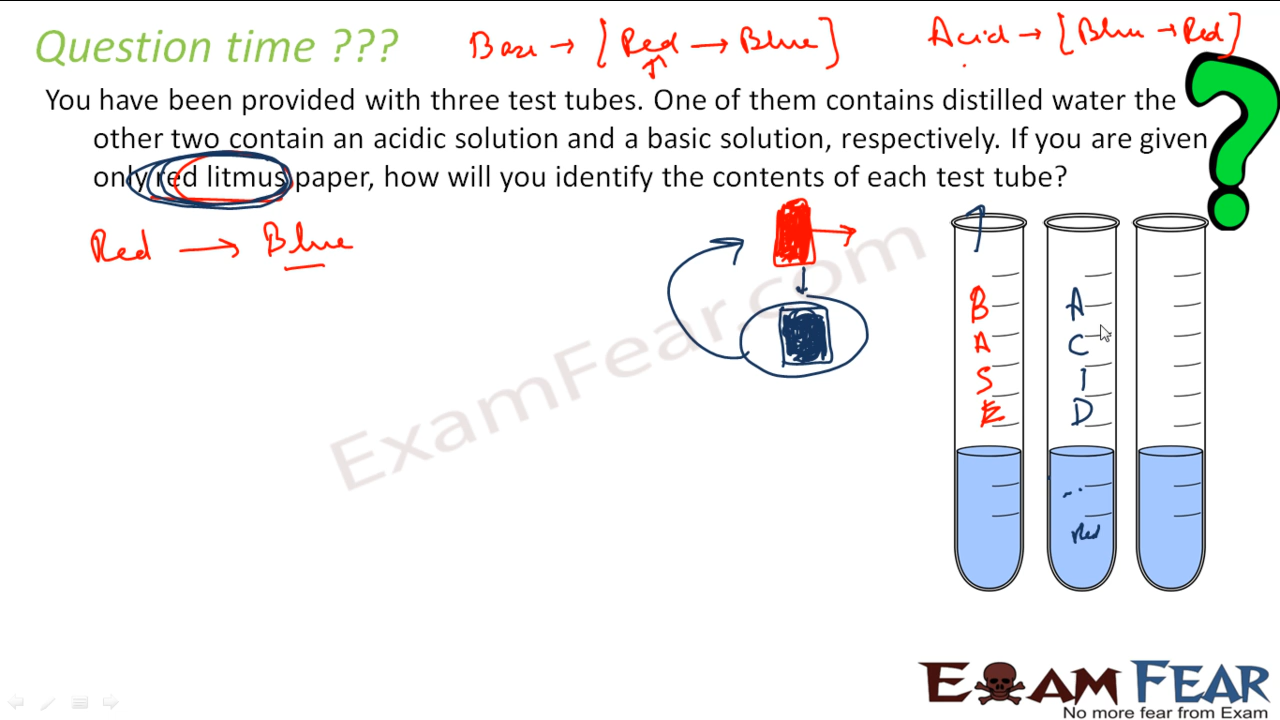 Question time ???
Base → [Red → Blue]
Acid → [Blue → Red]
You have been provided with three test tubes. One of them contains distilled water the
other two contain an acidic solution and a basic solution, respectively. If you are given
only red litmus paper, how will you identify the contents of each test tube?
Red → Blue
B
A
S
E
A
C
I
D
Red
ExamFear.com
EXAM FEAR
No more fear from Exam